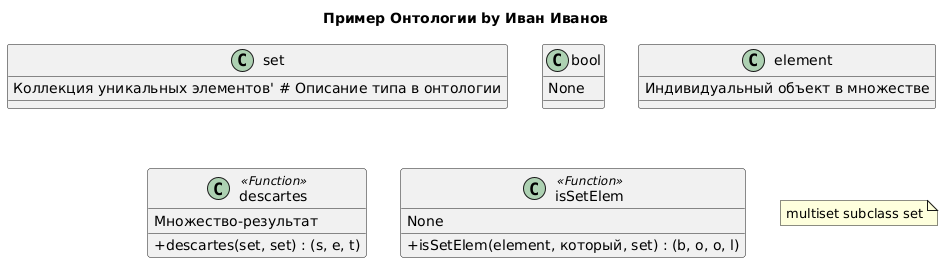 Пример Онтологии by Иван Иванов
C set
Коллекция уникальных элементов' # Описание типа в онтологии
C bool
None
C element
Индивидуальный объект в множестве
C «Function»
descartes
Множество-результат
+descartes(set, set) : (s, e, t)
C «Function»
isSetElem
None
+isSetElem(element, который, set) : (b, o, o, l)
multiset subclass set